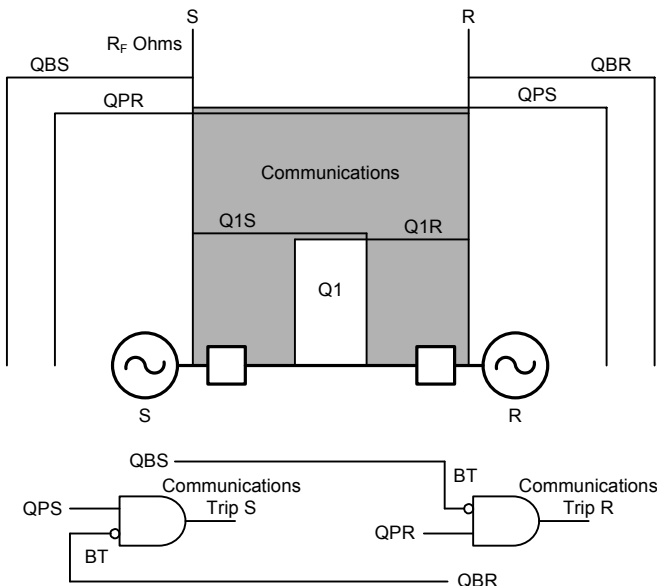 S
R
R_F Ohms
QBS
QBR
QPR
QPS
Communications
Q1S
Q1R
Q1
S
R
QBS
BT
Communications
Trip S
Communications
Trip R
QPS
QPR
BT
QBR